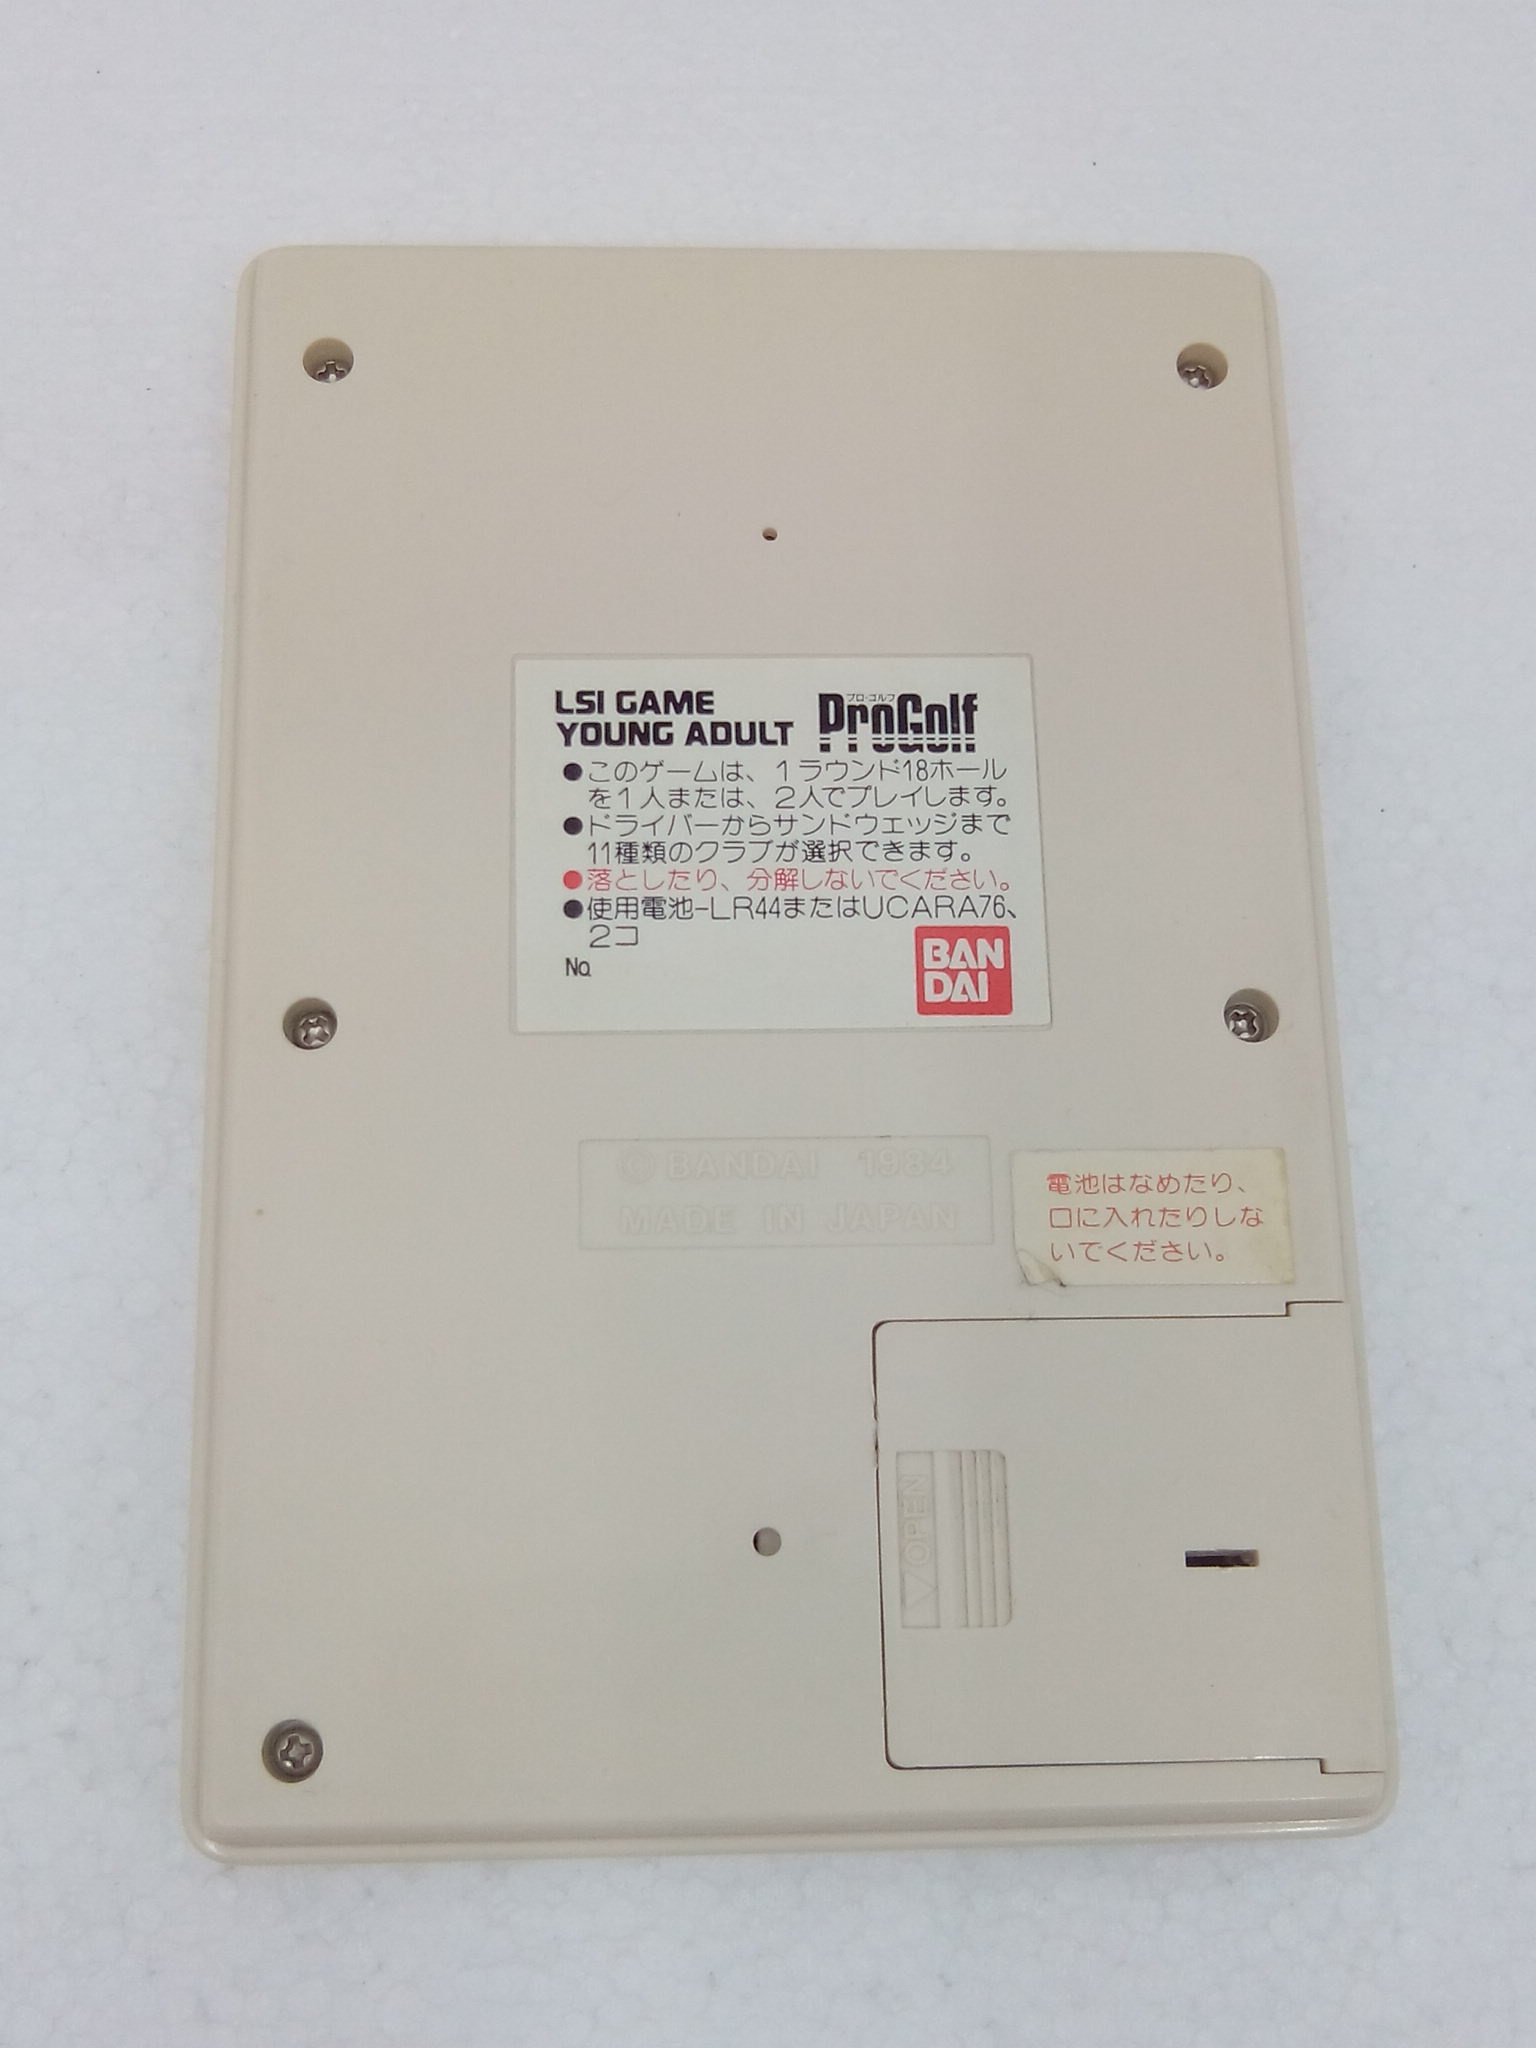 LSI GAME
YOUNG ADULT
プロ・ゴルフ
ProGolf
●このゲームは、1ラウンド18ホール
を1人または、2人でプレイします。
●ドライバーからサンドウェッジまで
11種類のクラブが選択できます。
●落としたり、分解しないでください。
●使用電池-LR44またはUCARA76、
2コ
No.
BAN
DAI
© BANDAI 1984
MADE IN JAPAN
電池はなめたり、
口に入れたりしな
いでください。
▽OPEN